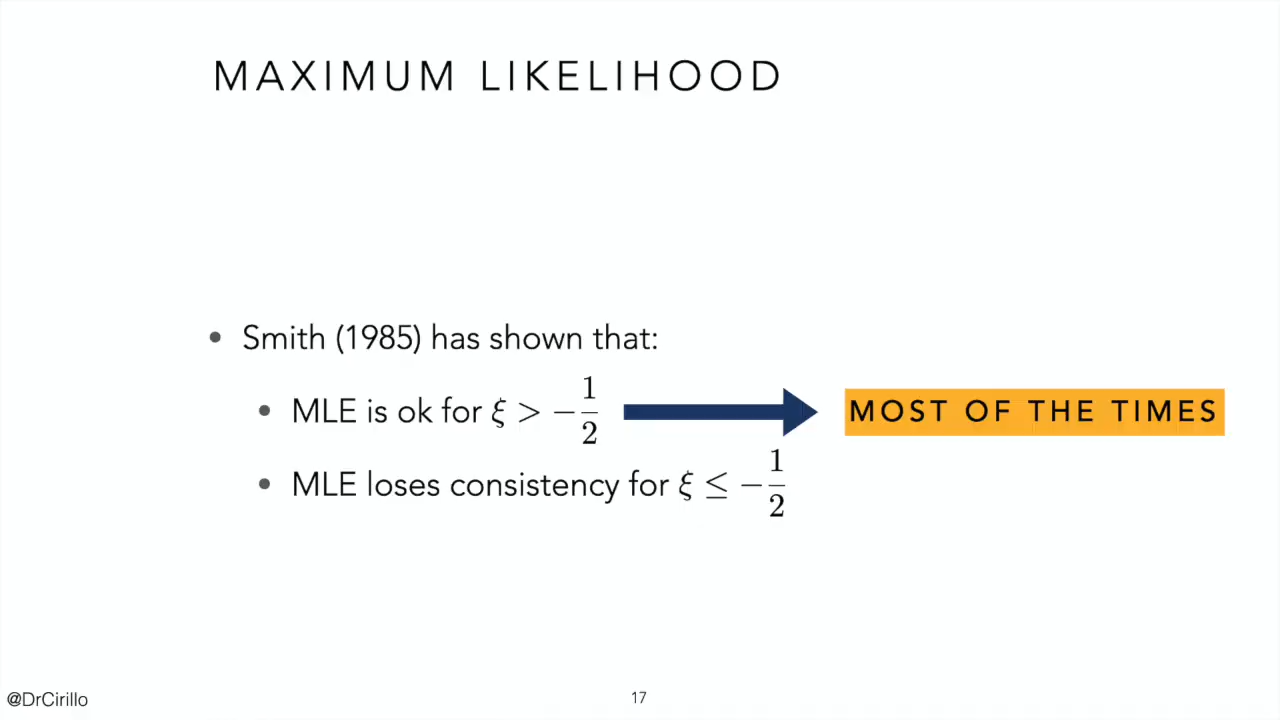 MAXIMUM LIKELIHOOD
• Smith (1985) has shown that:
• MLE is ok for ξ > −1/2
MOST OF THE TIMES
• MLE loses consistency for ξ ≤ −1/2
@DrCirillo
17